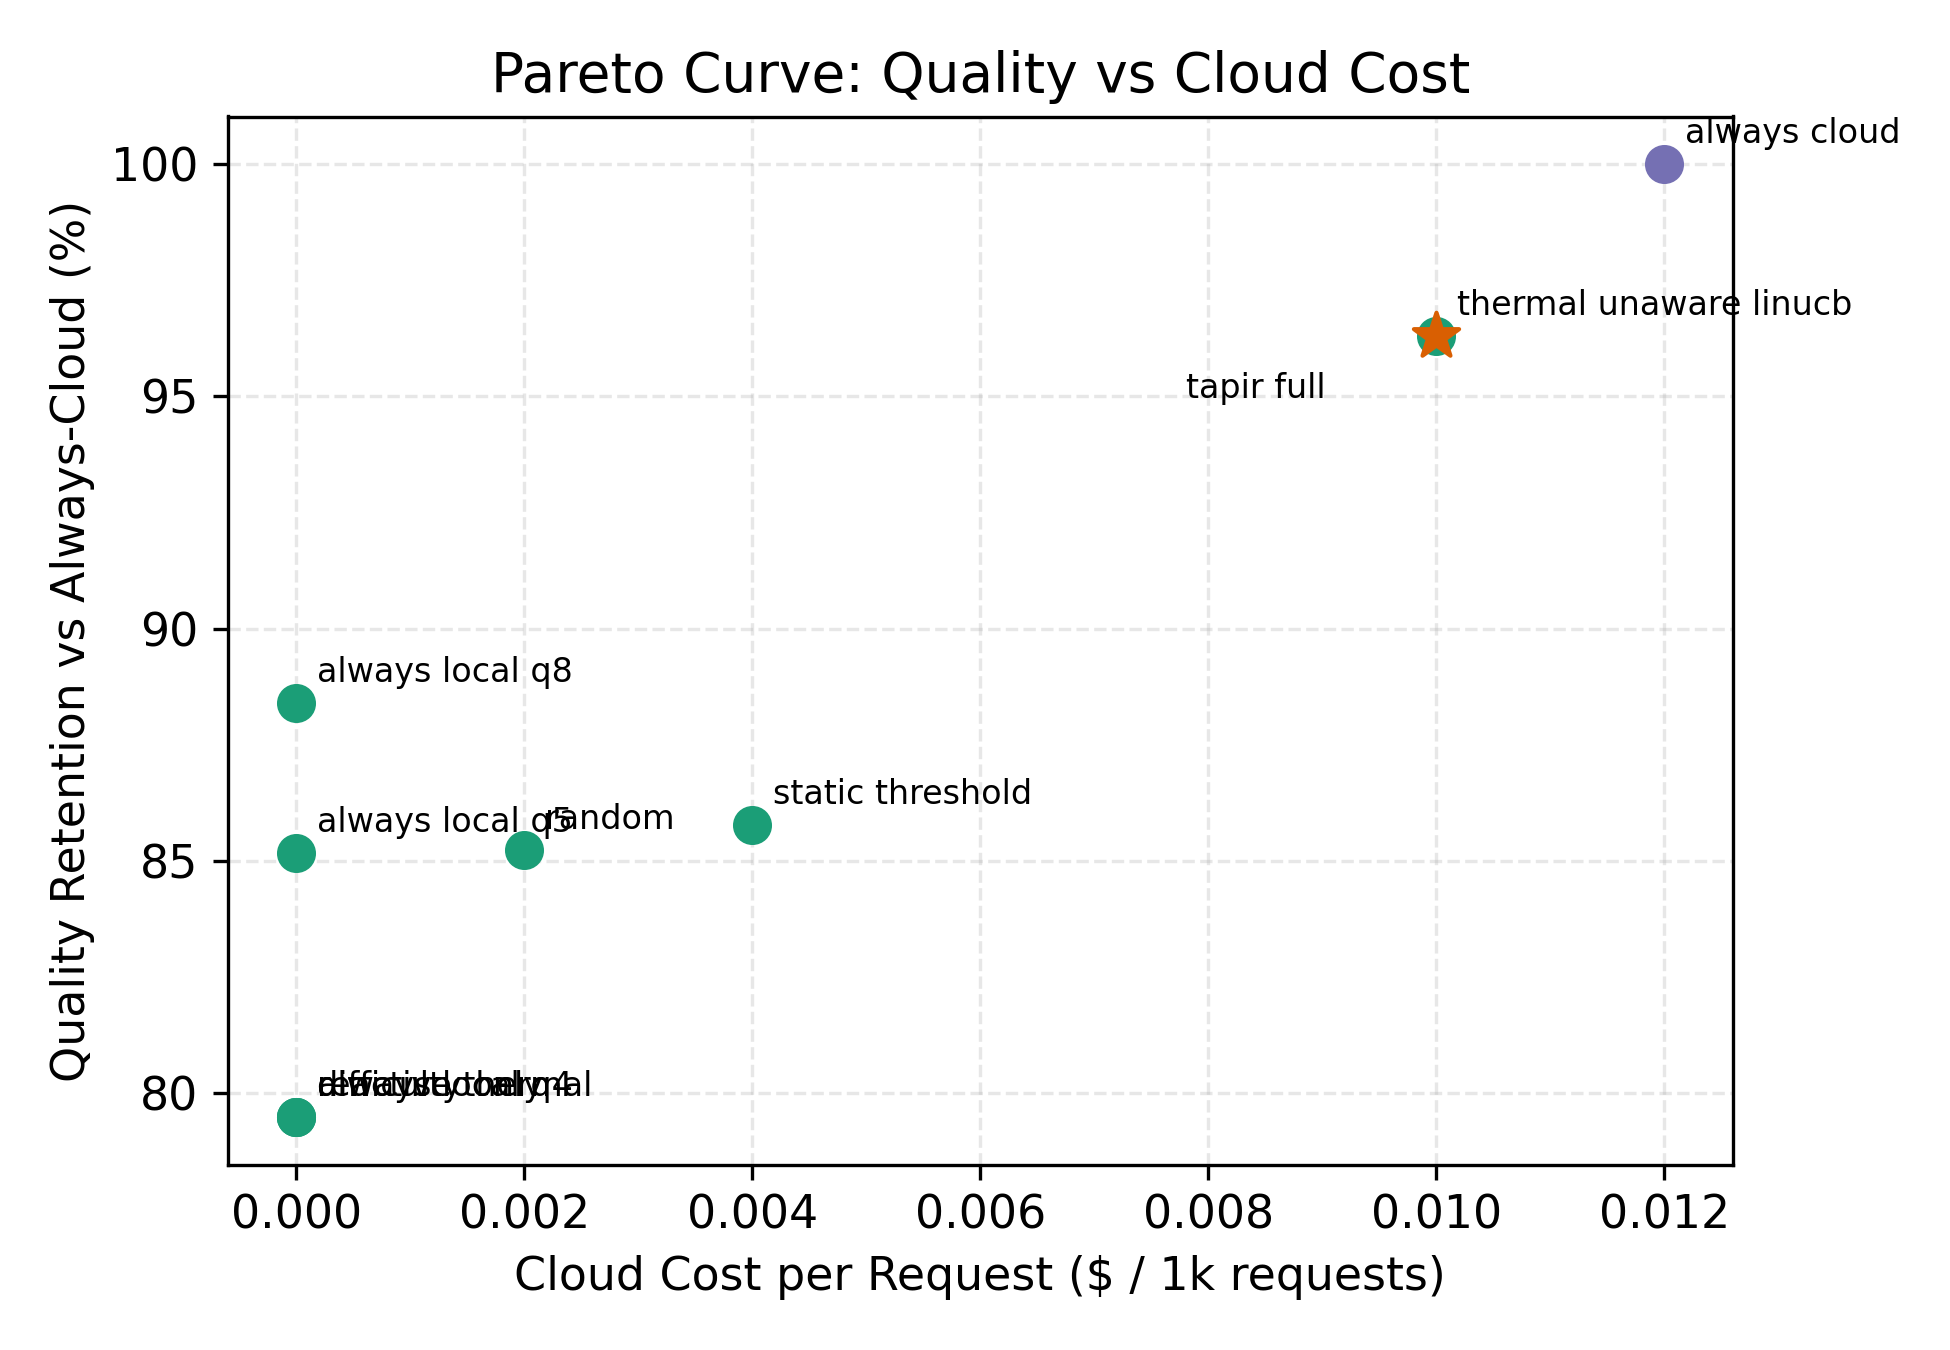 Pareto Curve: Quality vs Cloud Cost
always cloud
100
thermal unaware linucb
tapir full
95
90
always local q8
static threshold
always local q5
random
85
80
0.000 0.002 0.004 0.006 0.008 0.010 0.012
Cloud Cost per Request ($ / 1k requests)
Quality Retention vs Always-Cloud (%)